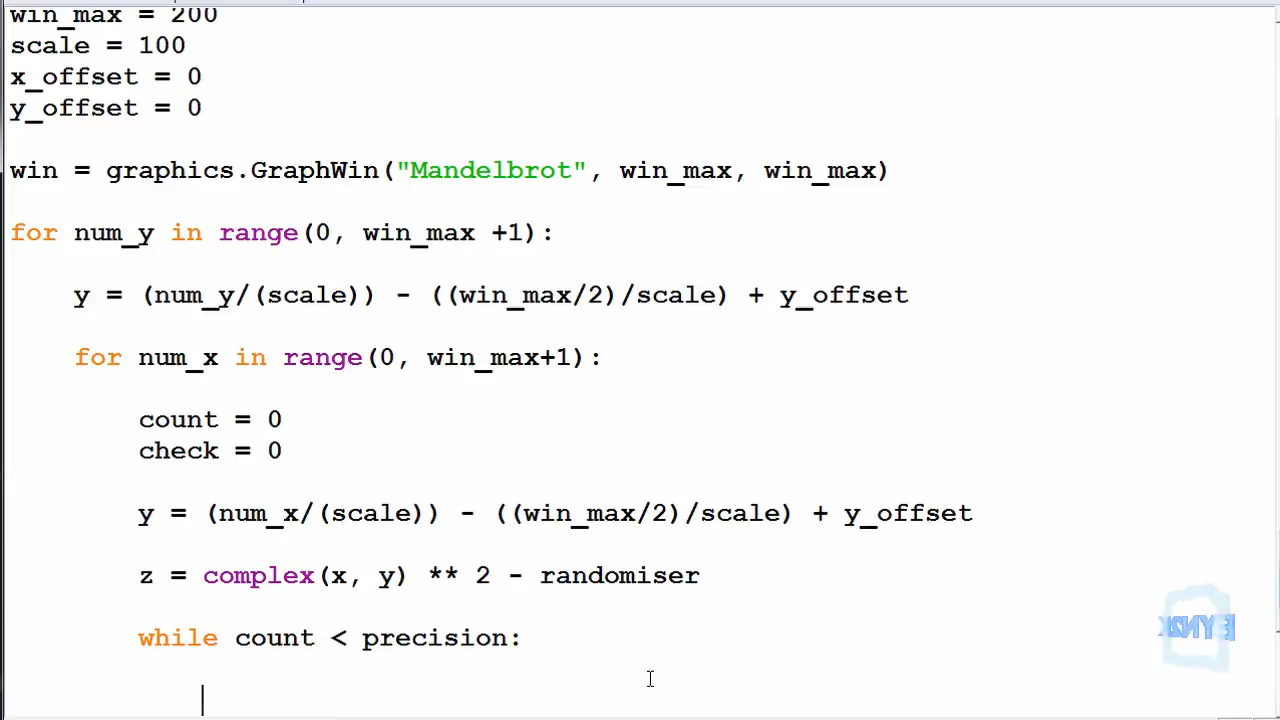 win_max = 200
scale = 100
x_offset = 0
y_offset = 0
win = graphics.GraphWin("Mandelbrot", win_max, win_max)
for num_y in range(0, win_max +1):
y = (num_y/(scale)) - ((win_max/2)/scale) + y_offset
for num_x in range(0, win_max+1):
count = 0
check = 0
y = (num_x/(scale)) - ((win_max/2)/scale) + y_offset
z = complex(x, y) ** 2 - randomiser
while count < precision: